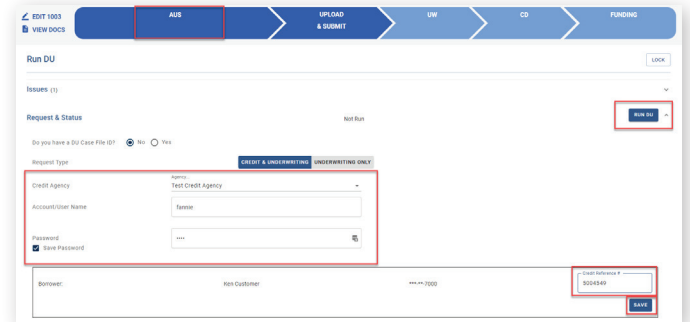 EDIT 1003
VIEW DOCS
AUS
UPLOAD
& SUBMIT
UW
CD
FUNDING
Run DU
LOCK
Issues (1)
Request & Status
Not Run
RUN DU
Do you have a DU Case File ID?
No
Yes
Request Type
CREDIT & UNDERWRITING
UNDERWRITING ONLY
Credit Agency
Agency
Test Credit Agency
Account/User Name
fannie
Password
••••
Save Password
Borrower:
Ken Customer
***-**-7000
Credit Reference #
5004549
SAVE